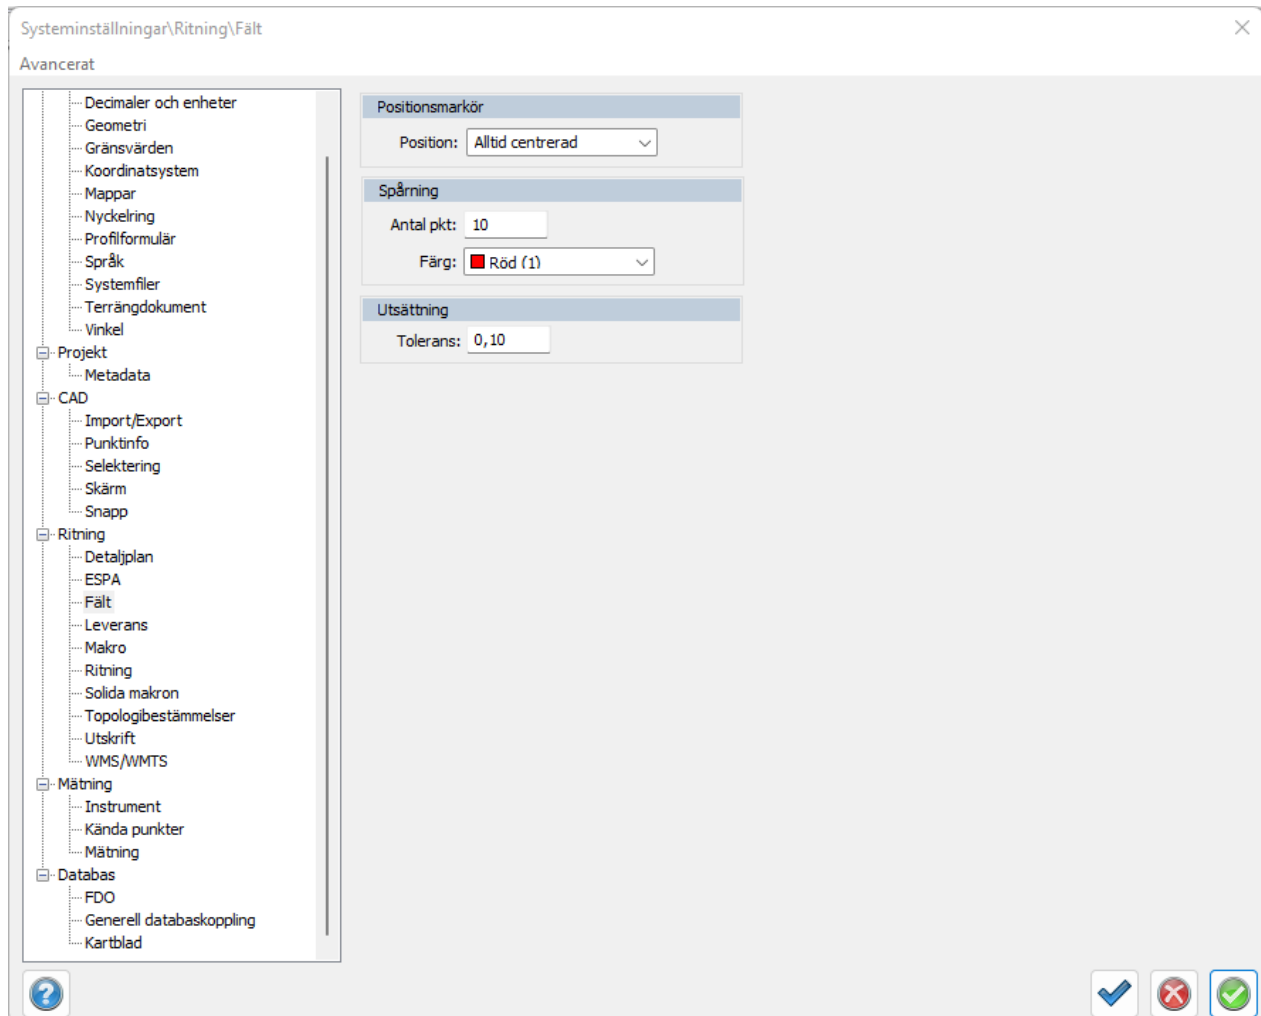 Systeminställningar\Ritning\Fält
Avancerat
Decimaler och enheter
Geometri
Gränsvärden
Koordinatsystem
Mappar
Nyckelring
Profilformulär
Språk
Systemfiler
Terrängdokument
Vinkel
Projekt
Metadata
CAD
Import/Export
Punktinfo
Selektering
Skärm
Snapp
Ritning
Detaljplan
ESPA
Fält
Leverans
Makro
Ritning
Solida makron
Topologibestämmelser
Utskrift
WMS/WMTS
Mätning
Instrument
Kända punkter
Mätning
Databas
FDO
Generell databaskoppling
Kartblad
Positionsmarkör
Position: Alltid centrerad
Spårning
Antal pkt: 10
Färg: Röd (1)
Utsättning
Tolerans: 0,10